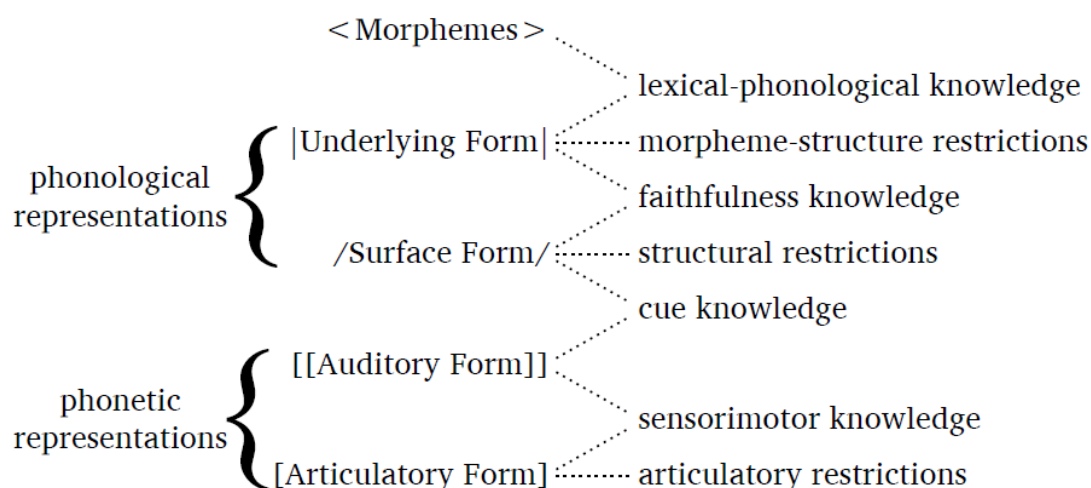 <Morphemes>
lexical-phonological knowledge
|Underlying Form|
morpheme-structure restrictions
phonological
representations
faithfulness knowledge
/Surface Form/
structural restrictions
cue knowledge
[[Auditory Form]]
phonetic
representations
sensorimotor knowledge
[Articulatory Form]
articulatory restrictions